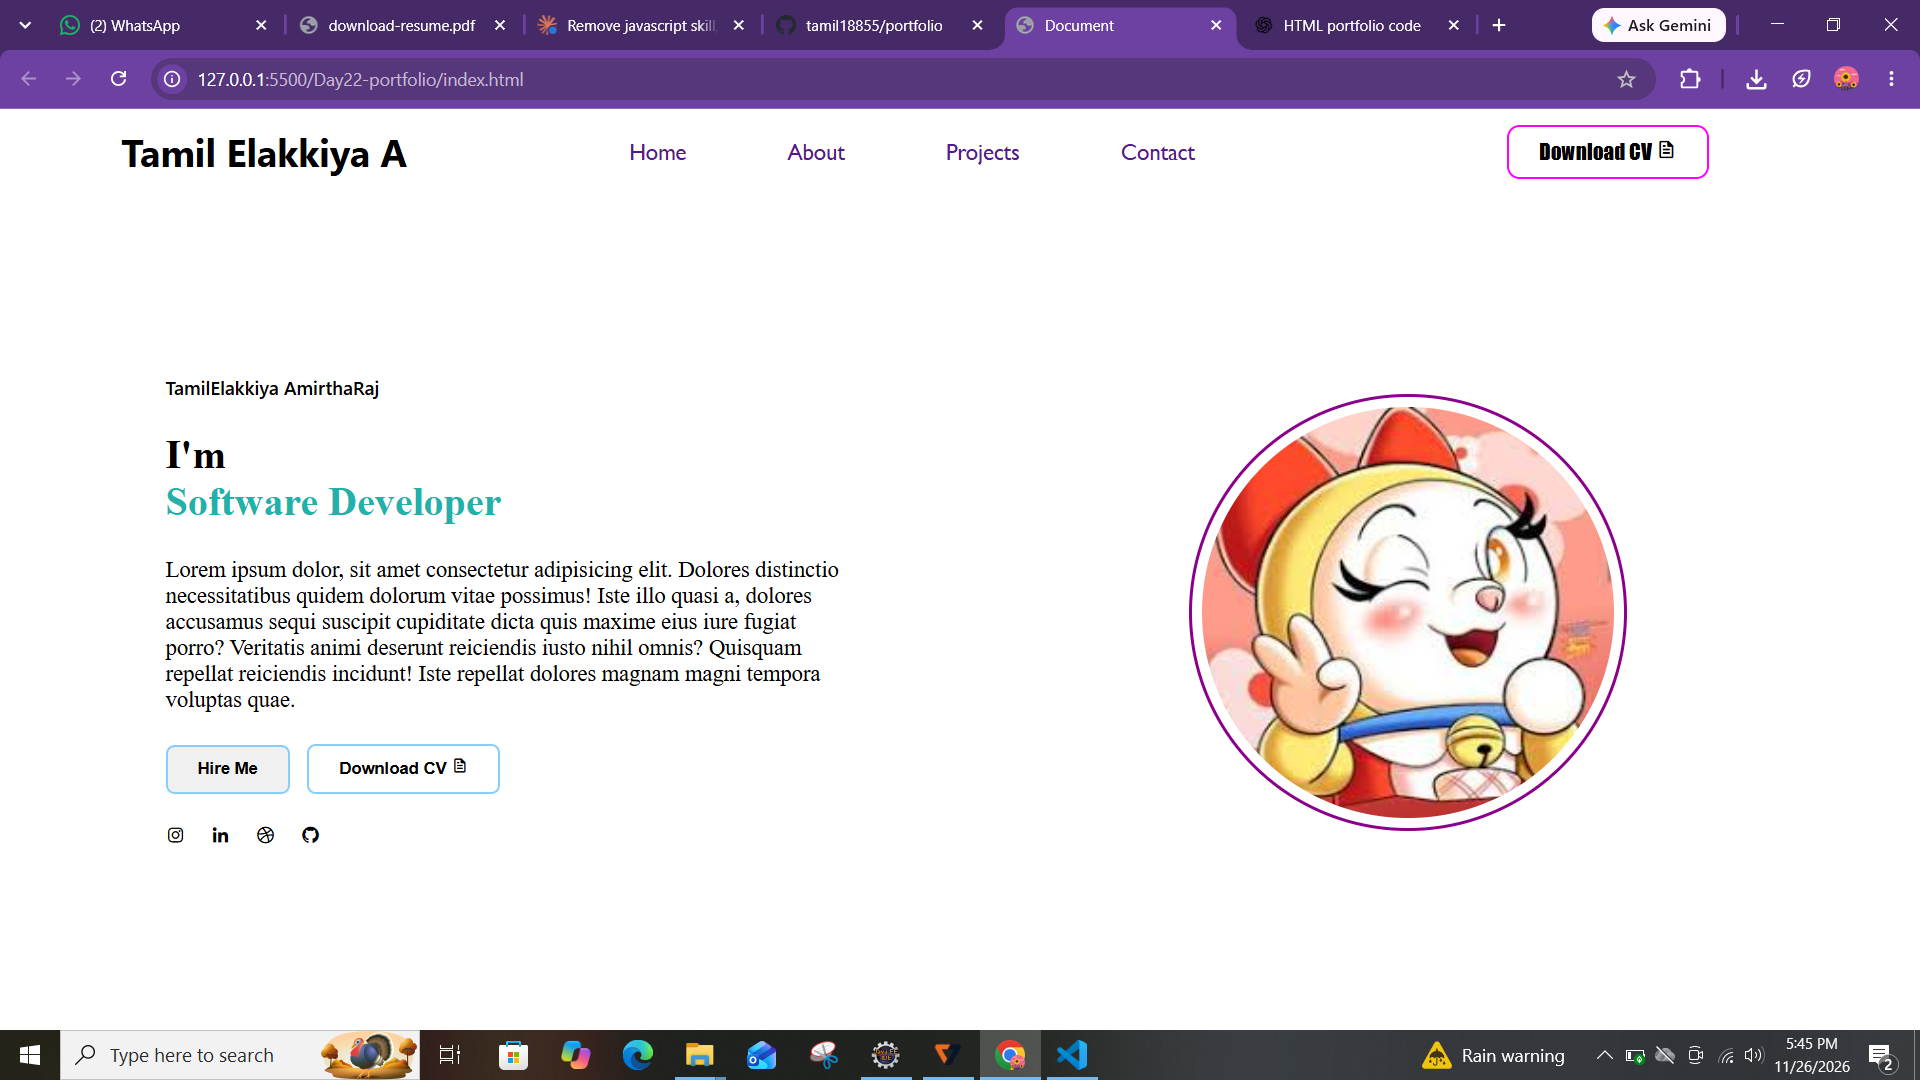 (2) WhatsApp
download-resume.pdf
Remove javascript skill,
tamil18855/portfolio
Document
HTML portfolio code
Ask Gemini
127.0.0.1:5500/Day22-portfolio/index.html
Tamil Elakkiya A
Home
About
Projects
Contact
Download CV
TamilElakkiya AmirthaRaj
I'm
Software Developer
Lorem ipsum dolor, sit amet consectetur adipisicing elit. Dolores distinctio
necessitatibus quidem dolorum vitae possimus! Iste illo quasi a, dolores
accusamus sequi suscipit cupiditate dicta quis maxime eius iure fugiat
porro? Veritatis animi deserunt reiciendis iusto nihil omnis? Quisquam
repellat reiciendis incidunt! Iste repellat dolores magnam magni tempora
voluptas quae.
Hire Me
Download CV
Type here to search
Rain warning
5:45 PM
11/26/2026
2